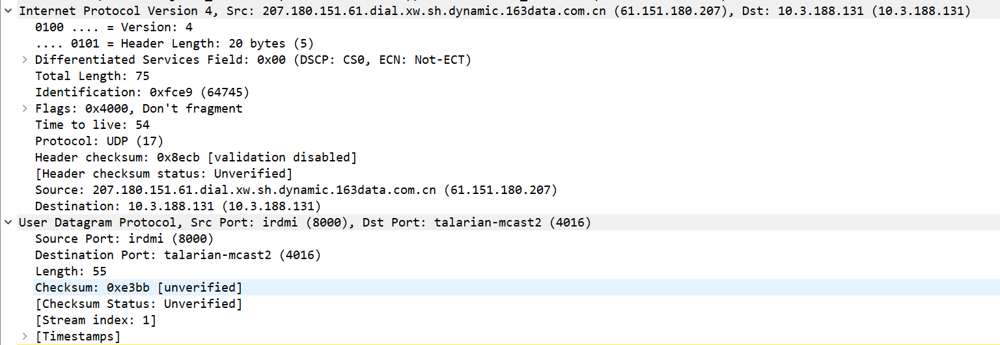 Internet Protocol Version 4, Src: 207.180.151.61.dial.xw.sh.dynamic.163data.com.cn (61.151.180.207), Dst: 10.3.188.131 (10.3.188.131)
0100 .... = Version: 4
.... 0101 = Header Length: 20 bytes (5)
Differentiated Services Field: 0x00 (DSCP: CS0, ECN: Not-ECT)
Total Length: 75
Identification: 0xfce9 (64745)
Flags: 0x4000, Don't fragment
Time to live: 54
Protocol: UDP (17)
Header checksum: 0x8ecb [validation disabled]
[Header checksum status: Unverified]
Source: 207.180.151.61.dial.xw.sh.dynamic.163data.com.cn (61.151.180.207)
Destination: 10.3.188.131 (10.3.188.131)
User Datagram Protocol, Src Port: irdmi (8000), Dst Port: talarian-mcast2 (4016)
Source Port: irdmi (8000)
Destination Port: talarian-mcast2 (4016)
Length: 55
Checksum: 0xe3bb [unverified]
[Checksum Status: Unverified]
[Stream index: 1]
[Timestamps]